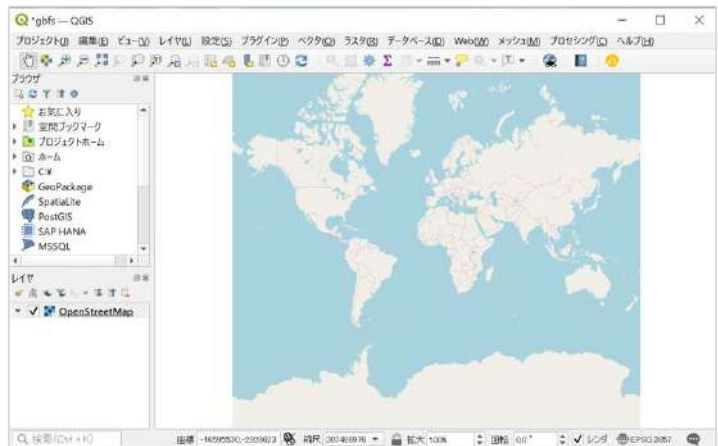 *gbfs — QGIS
プロジェクト(J) 編集(E) ビュー(V) レイヤ(L) 設定(S) プラグイン(P) ベクタ(O) ラスタ(R) データベース(D) Web(W) メッシュ(M) プロセシング(C) ヘルプ(H)
ブラウザ
お気に入り
空間ブックマーク
プロジェクトホーム
ホーム
C:¥
GeoPackage
SpatiaLite
PostGIS
SAP HANA
MSSQL
レイヤ
OpenStreetMap
検索(Ctrl + K)
座標
縮尺
拡大 100%
回転 0.0 °
レンダ
EPSG:3857